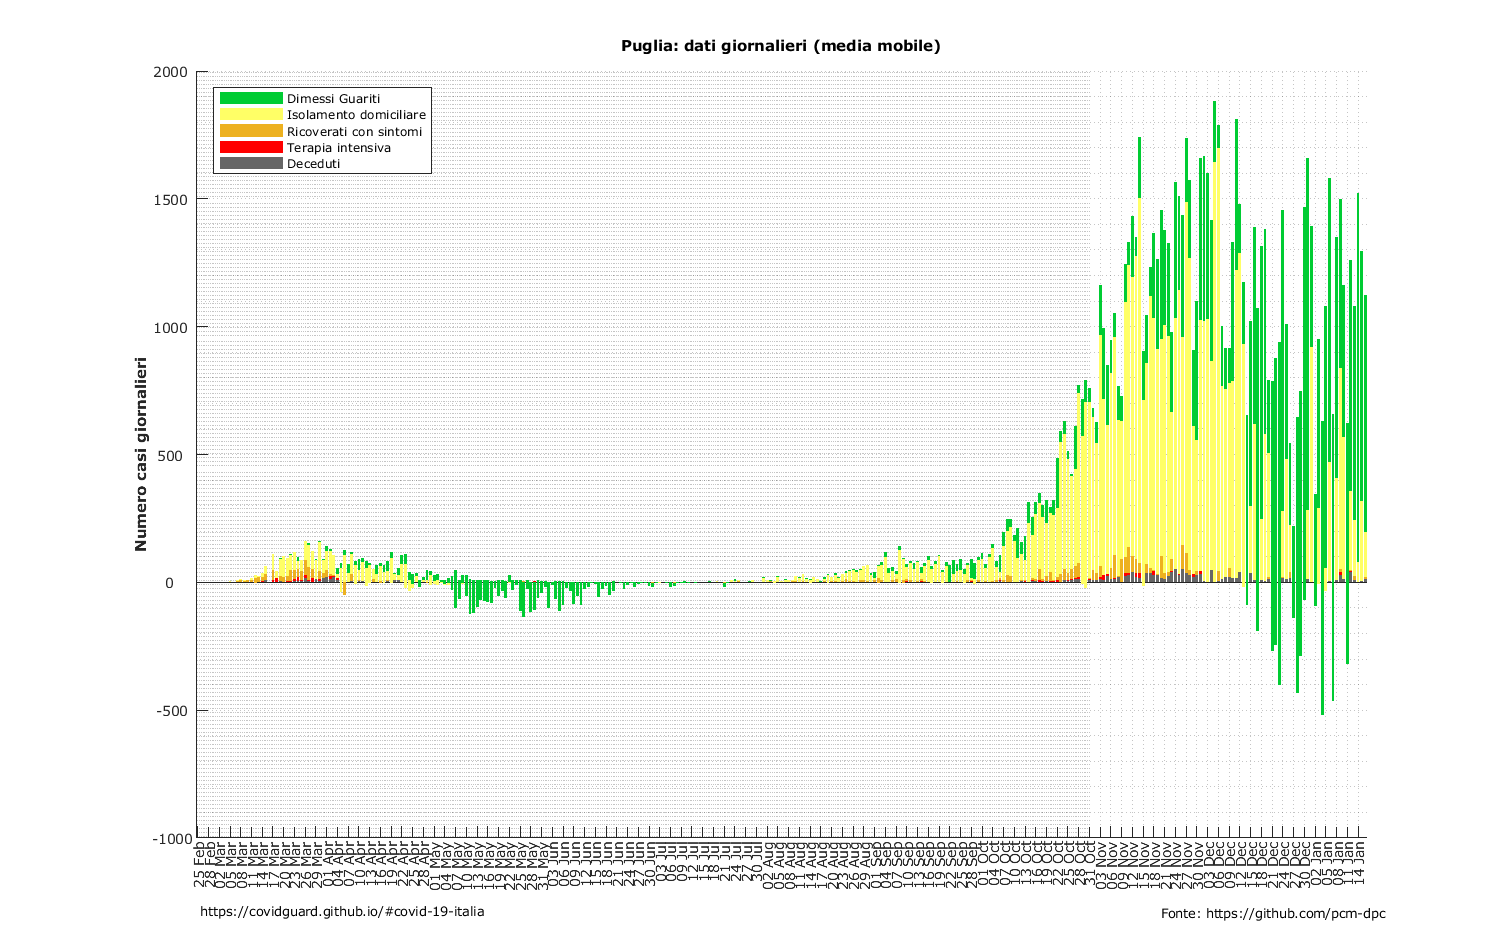 Puglia: dati giornalieri (media mobile)
Numero casi giornalieri
2000
1500
1000
500
0
-500
-1000
Dimessi Guariti
Isolamento domiciliare
Ricoverati con sintomi
Terapia intensiva
Deceduti
25 Feb
28 Feb
02 Mar
05 Mar
08 Mar
11 Mar
14 Mar
17 Mar
20 Mar
23 Mar
26 Mar
29 Mar
01 Apr
04 Apr
07 Apr
10 Apr
13 Apr
16 Apr
19 Apr
22 Apr
25 Apr
28 Apr
01 May
04 May
07 May
10 May
13 May
16 May
19 May
22 May
25 May
28 May
31 May
03 Jun
06 Jun
09 Jun
12 Jun
15 Jun
18 Jun
21 Jun
24 Jun
27 Jun
30 Jun
03 Jul
06 Jul
09 Jul
12 Jul
15 Jul
18 Jul
21 Jul
24 Jul
27 Jul
30 Jul
02 Aug
05 Aug
08 Aug
11 Aug
14 Aug
17 Aug
20 Aug
23 Aug
26 Aug
29 Aug
01 Sep
04 Sep
07 Sep
10 Sep
13 Sep
16 Sep
19 Sep
22 Sep
25 Sep
28 Sep
01 Oct
04 Oct
07 Oct
10 Oct
13 Oct
16 Oct
19 Oct
22 Oct
25 Oct
28 Oct
31 Oct
03 Nov
06 Nov
09 Nov
12 Nov
15 Nov
18 Nov
21 Nov
24 Nov
27 Nov
30 Nov
03 Dec
06 Dec
09 Dec
12 Dec
15 Dec
18 Dec
21 Dec
24 Dec
27 Dec
30 Dec
02 Jan
05 Jan
08 Jan
11 Jan
14 Jan
https://covidguard.github.io/#covid-19-italia
Fonte: https://github.com/pcm-dpc